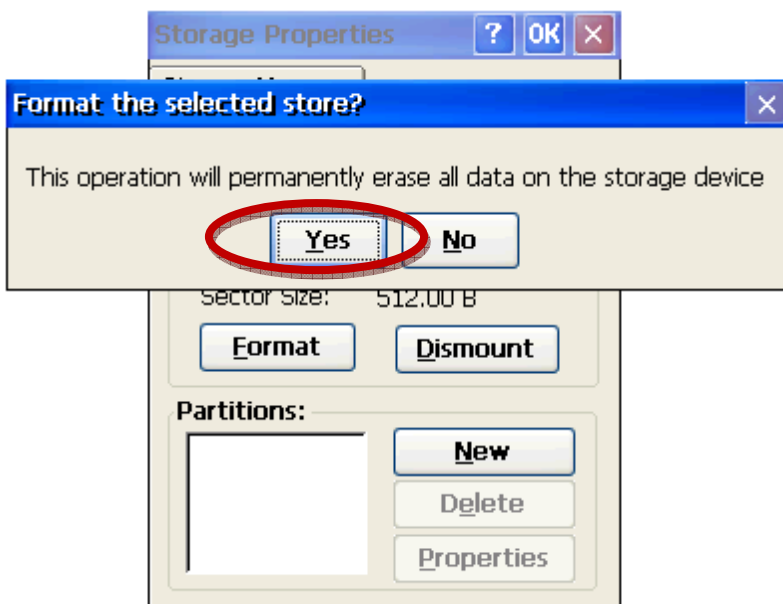 Storage Properties ? OK
Format the selected store?
This operation will permanently erase all data on the storage device
Yes No
Sector Size: 512.00 B
Format Dismount
Partitions:
New
Delete
Properties